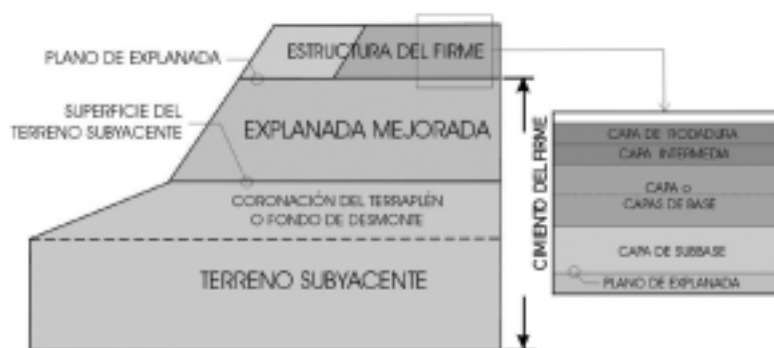 ESTRUCTURA DEL FIRME
PLANO DE EXPLANADA
SUPERFICIE DEL
TERRENO SUBYACENTE
EXPLANADA MEJORADA
CORONACIÓN DEL TERRAPLÉN
O FONDO DE DESMONTE
TERRENO SUBYACENTE
CIMIENTO DEL FIRME
CAPA DE RODADURA
CAPA INTERMEDIA
CAPA o
CAPAS DE BASE
CAPA DE SUBBASE
PLANO DE EXPLANADA